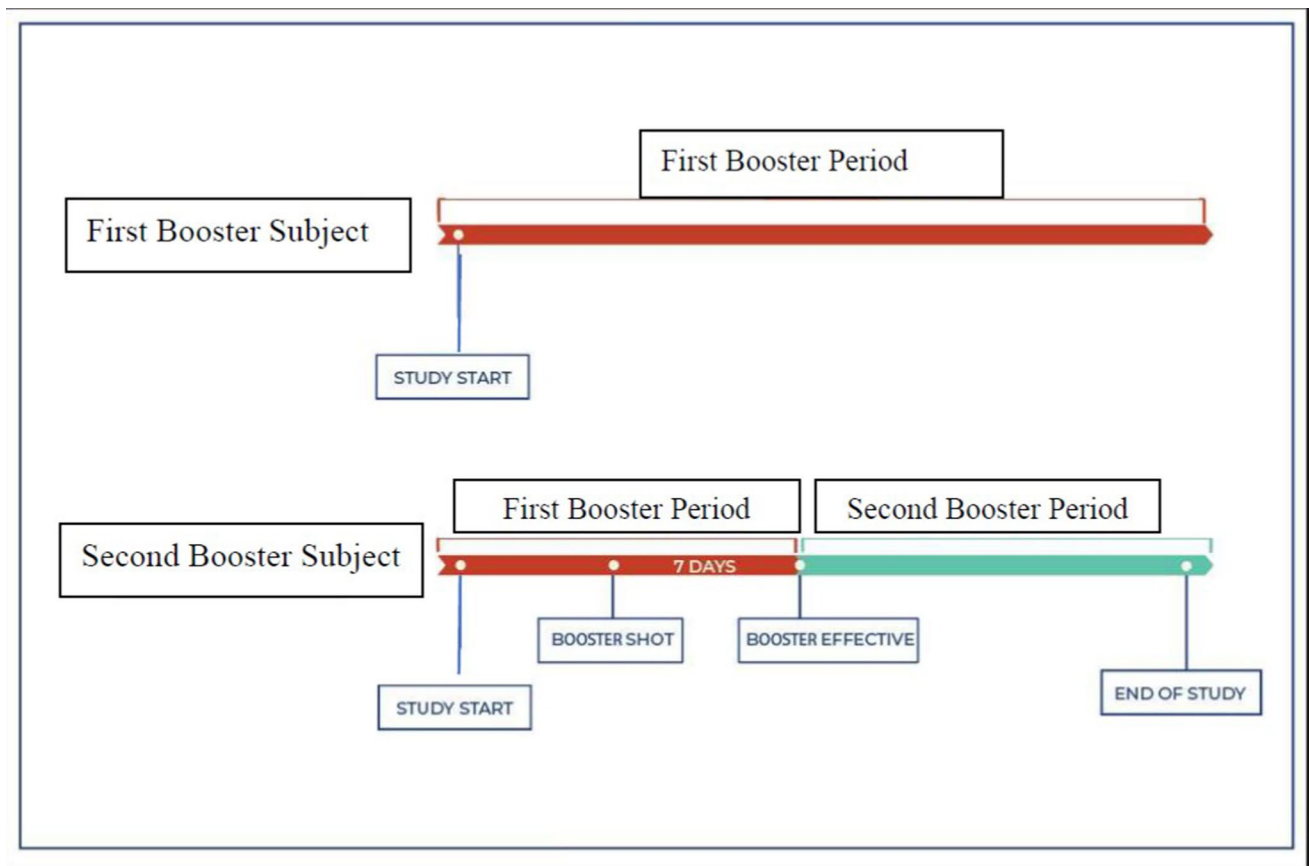 First Booster Period
First Booster Subject
STUDY START
First Booster Period
Second Booster Period
Second Booster Subject
7 DAYS
BOOSTER SHOT
BOOSTER EFFECTIVE
STUDY START
END OF STUDY